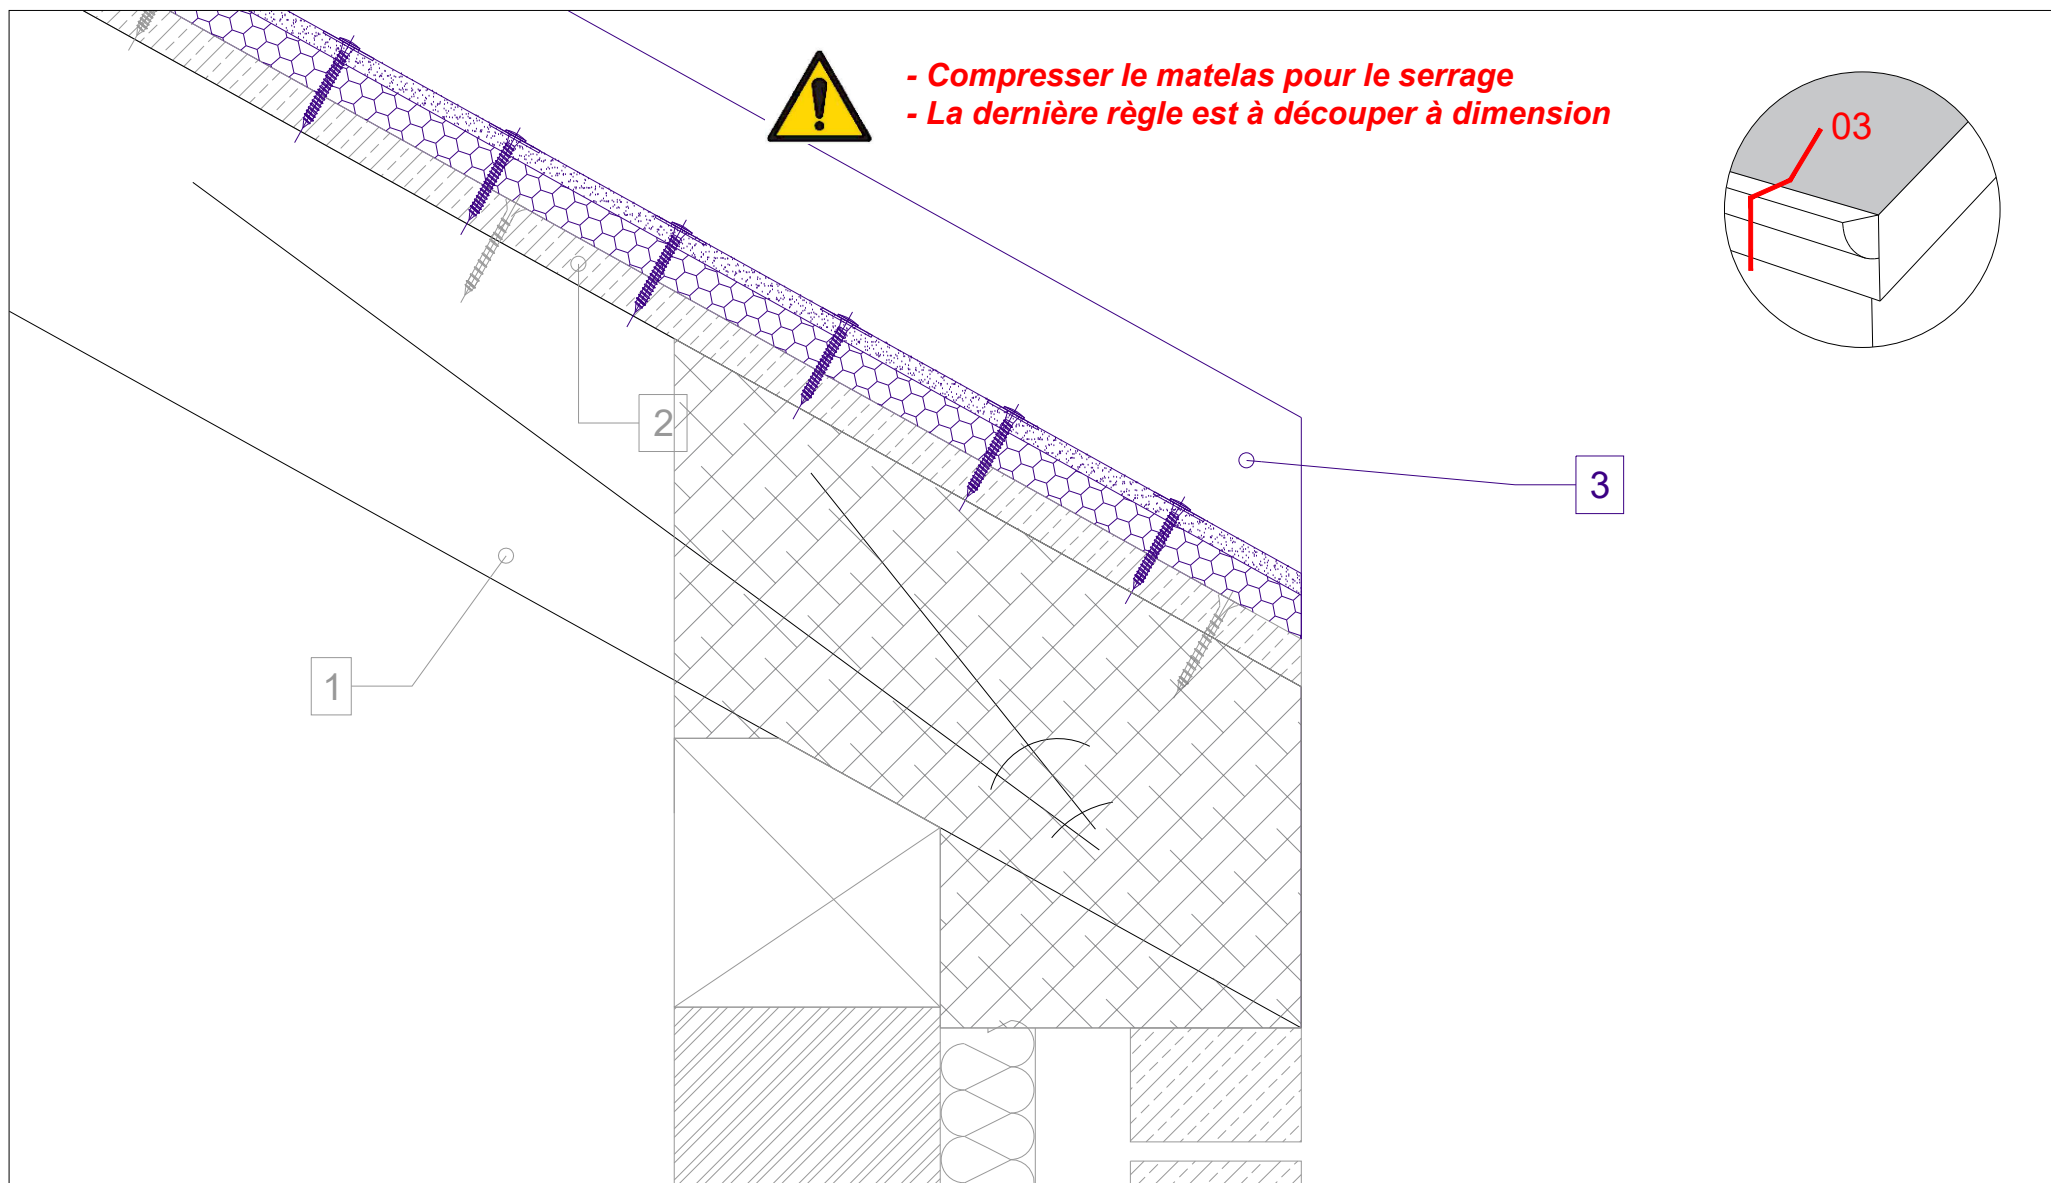 - Compresser le matelas pour le serrage
- La dernière règle est à découper à dimension
03
2
3
1